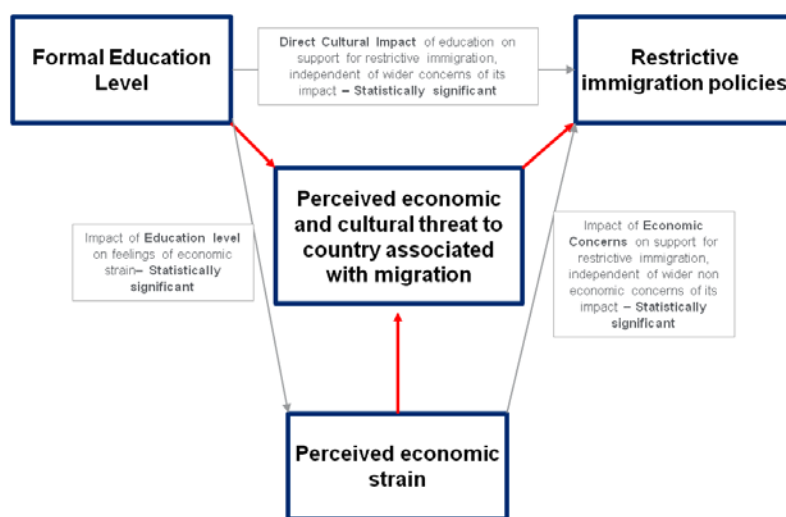 Formal Education
Level
Direct Cultural Impact of education on
support for restrictive immigration,
independent of wider concerns of its
impact – Statistically significant
Restrictive
immigration policies
Perceived economic
and cultural threat to
country associated
with migration
Impact of Education level
on feelings of economic
strain– Statistically
significant
Impact of Economic
Concerns on support for
restrictive immigration,
independent of wider non
economic concerns of its
impact – Statistically
significant
Perceived economic
strain